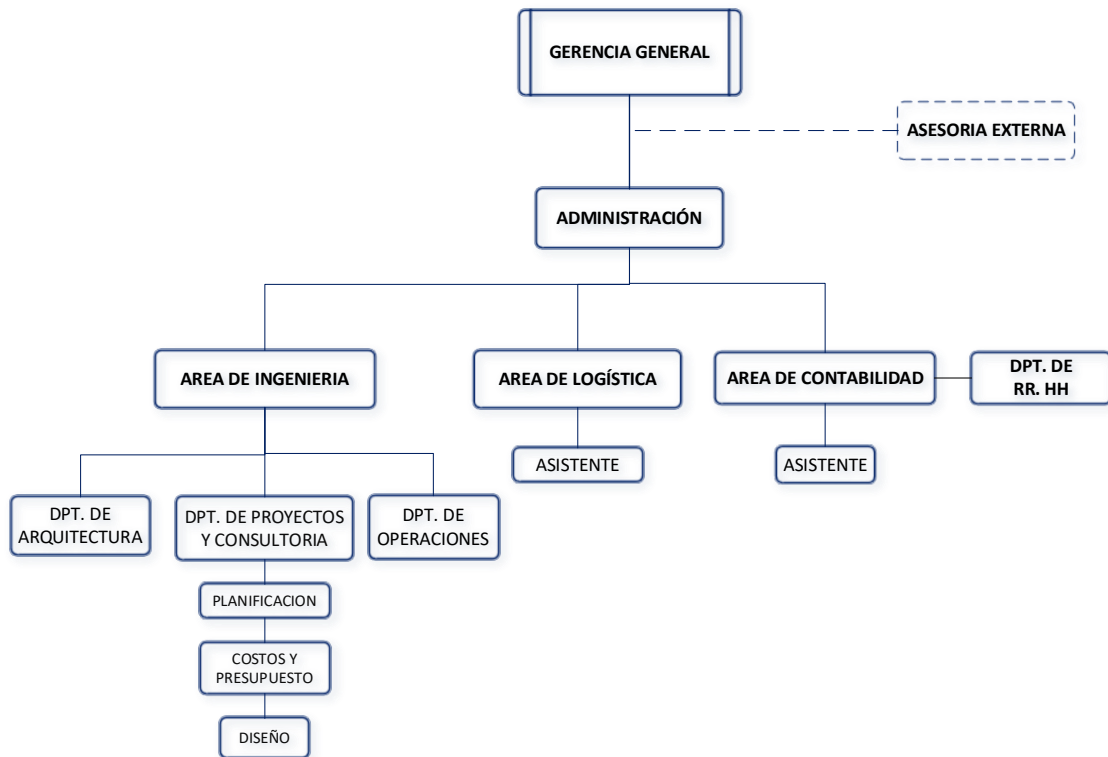 GERENCIA GENERAL
ASESORIA EXTERNA
ADMINISTRACIÓN
AREA DE INGENIERIA
AREA DE LOGÍSTICA
AREA DE CONTABILIDAD
DPT. DE
RR. HH
ASISTENTE
ASISTENTE
DPT. DE
ARQUITECTURA
DPT. DE PROYECTOS
Y CONSULTORIA
DPT. DE
OPERACIONES
PLANIFICACION
COSTOS Y
PRESUPUESTO
DISEÑO